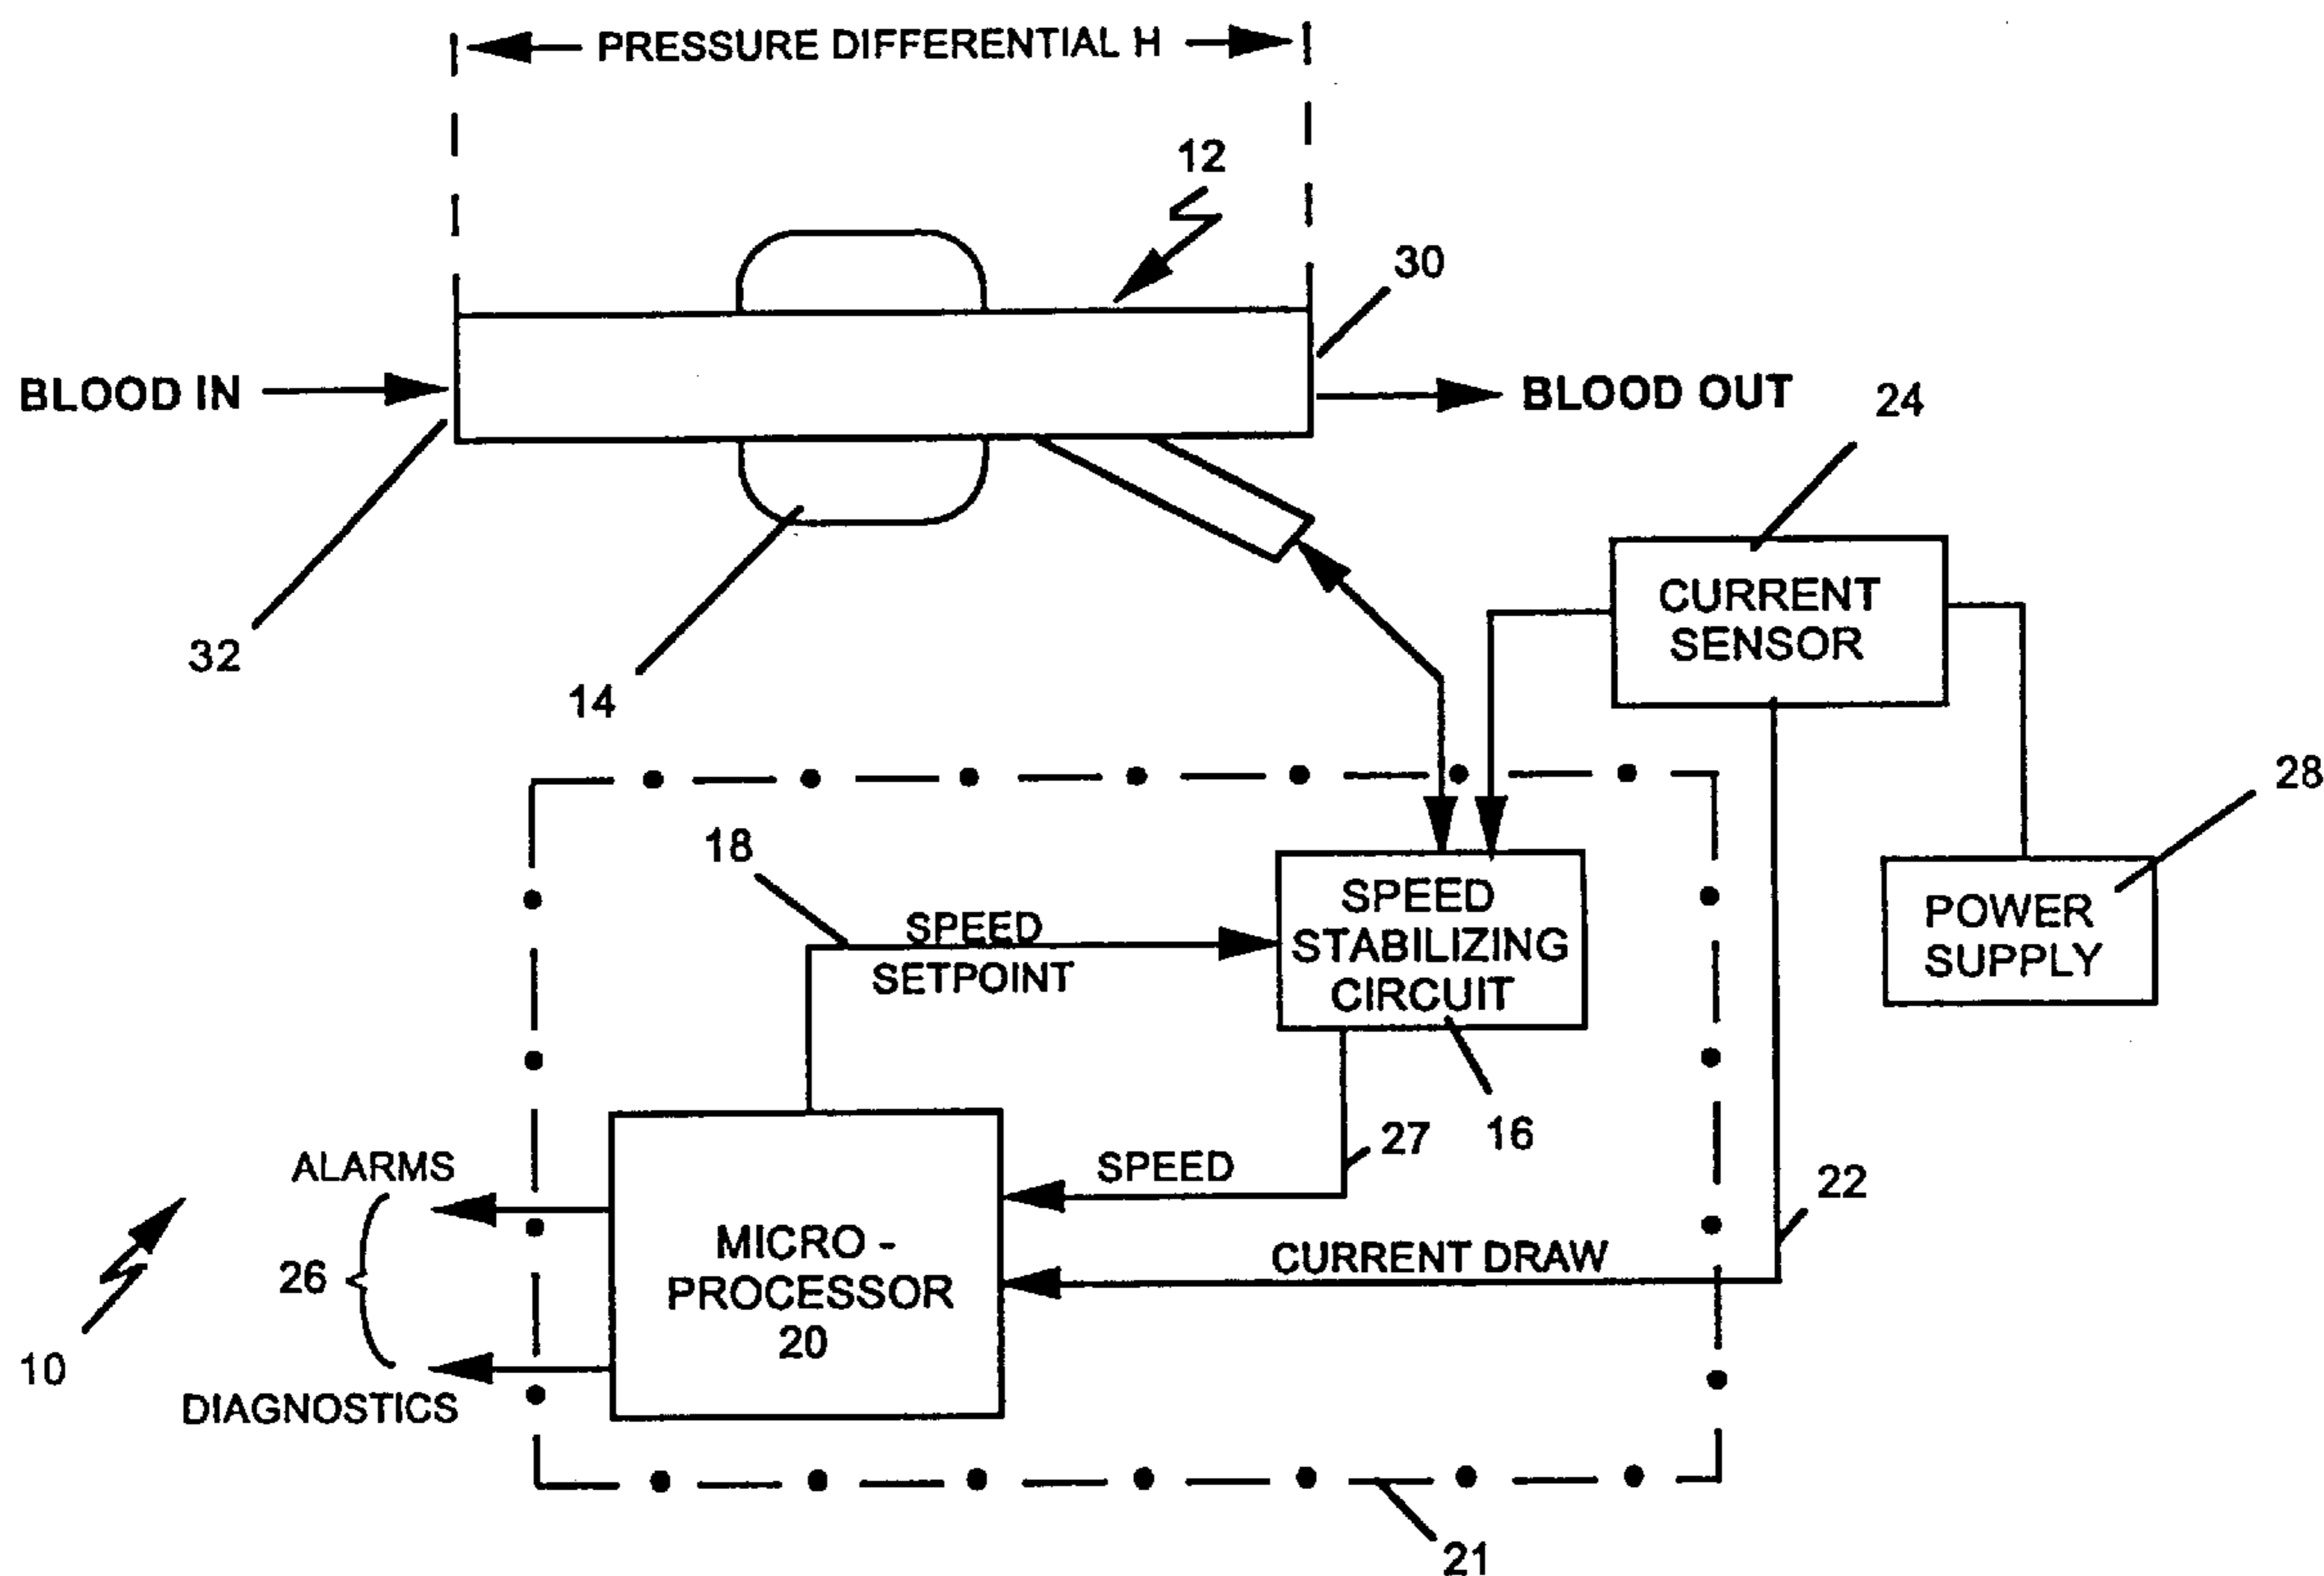 PRESSURE DIFFERENTIAL H
12
30
BLOOD IN
BLOOD OUT
24
32
14
CURRENT
SENSOR
28
18
SPEED
SETPOINT
SPEED
STABILIZING
CIRCUIT
POWER
SUPPLY
16
27
ALARMS
SPEED
22
26
MICRO -
PROCESSOR
20
CURRENT DRAW
10
DIAGNOSTICS
21